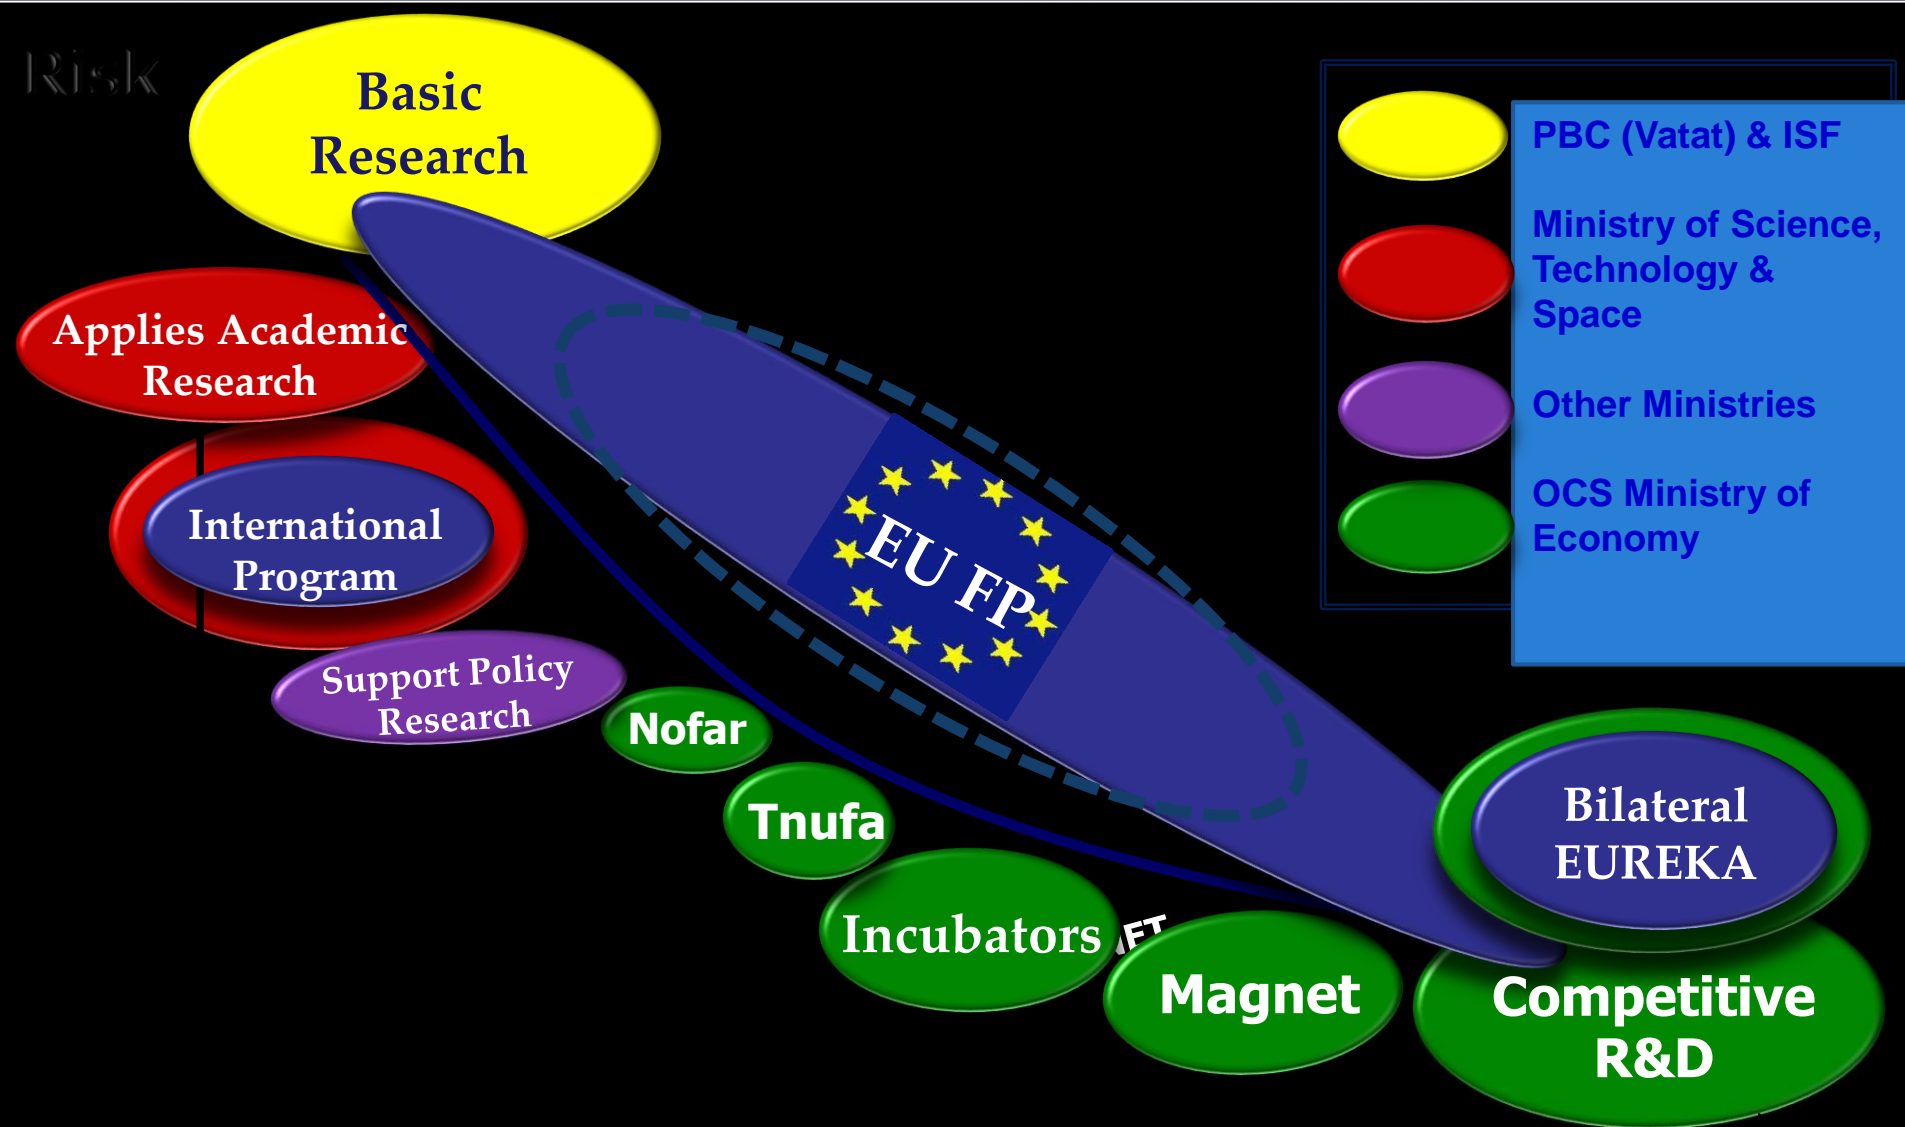 Risk
Basic
Research
Applies Academic
Research
International
Program
Support Policy
Research
Nofar
Tnufa
Incubators
Magnet
EU FP
Bilateral
EUREKA
Competitive
R&D
PBC (Vatat) & ISF
Ministry of Science,
Technology &
Space
Other Ministries
OCS Ministry of
Economy